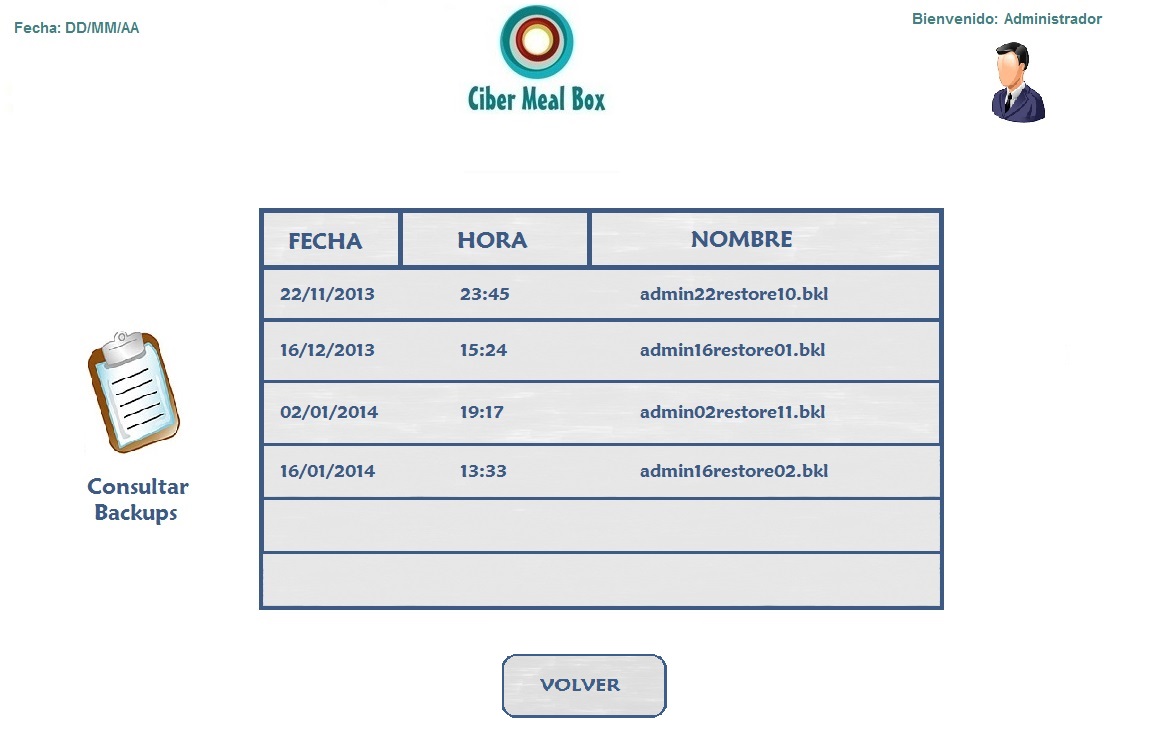 Fecha: DD/MM/AA
Bienvenido: Administrador
Ciber Meal Box
FECHA HORA NOMBRE
22/11/2013 23:45 admin22restore10.bkl
16/12/2013 15:24 admin16restore01.bkl
02/01/2014 19:17 admin02restore11.bkl
16/01/2014 13:33 admin16restore02.bkl
Consultar
Backups
VOLVER